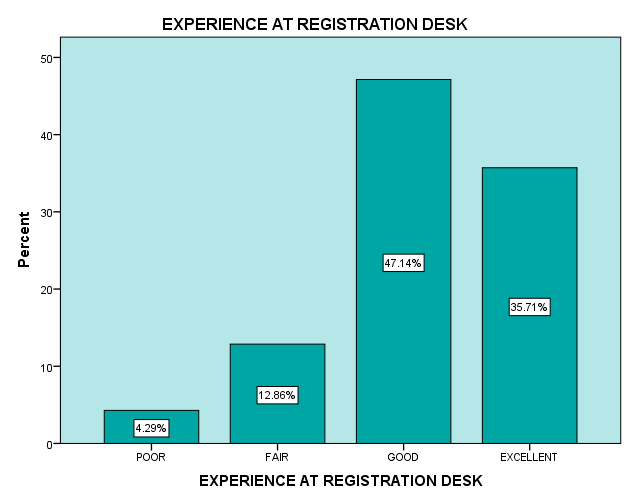 EXPERIENCE AT REGISTRATION DESK
50
40
30
20
10
0
Percent
47.14%
35.71%
12.86%
4.29%
POOR FAIR GOOD EXCELLENT
EXPERIENCE AT REGISTRATION DESK